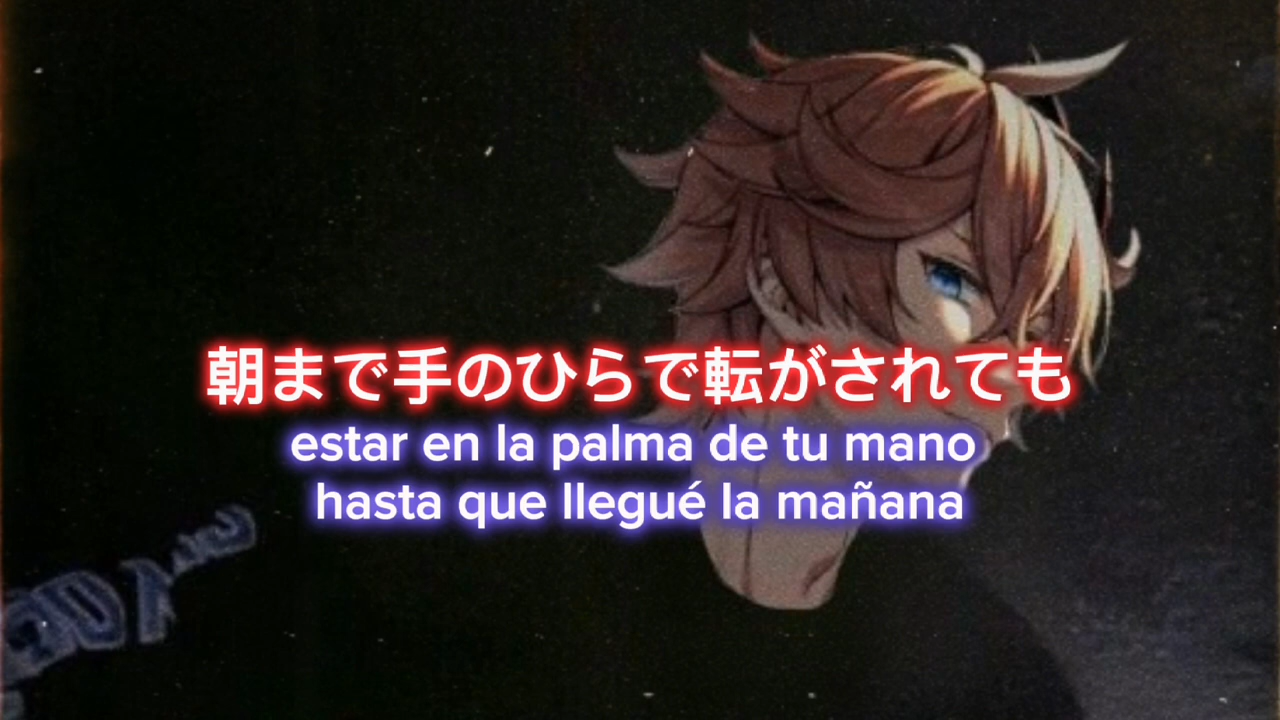 朝まで手のひらで転がされても
estar en la palma de tu mano
hasta que llegué la mañana